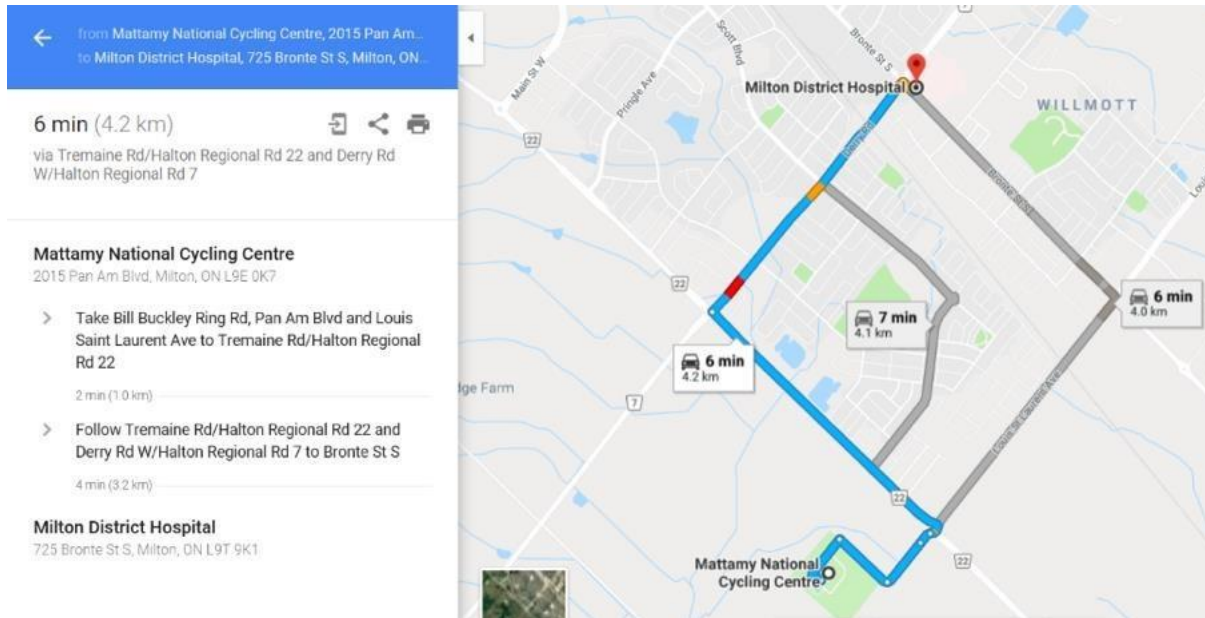 from Mattamy National Cycling Centre, 2015 Pan Am...
to Milton District Hospital, 725 Bronte St S, Milton, ON...
6 min (4.2 km)
via Tremaine Rd/Halton Regional Rd 22 and Derry Rd
W/Halton Regional Rd 7
Mattamy National Cycling Centre
2015 Pan Am Blvd, Milton, ON L9E 0K7
Take Bill Buckley Ring Rd, Pan Am Blvd and Louis
Saint Laurent Ave to Tremaine Rd/Halton Regional
Rd 22
2 min (1.0 km)
Follow Tremaine Rd/Halton Regional Rd 22 and
Derry Rd W/Halton Regional Rd 7 to Bronte St S
4 min (3.2 km)
Milton District Hospital
725 Bronte St S, Milton, ON L9T 9K1
Scott Blvd
Bronte St S
Main St W
Pringle Ave
Milton District Hospital
WILLMOTT
22
Derry Rd
Bronte St S
Loui
22
7 min
4.1 km
6 min
4.0 km
6 min
4.2 km
dge Farm
7
Louis St Laurent Ave
22
Mattamy National
Cycling Centre
22